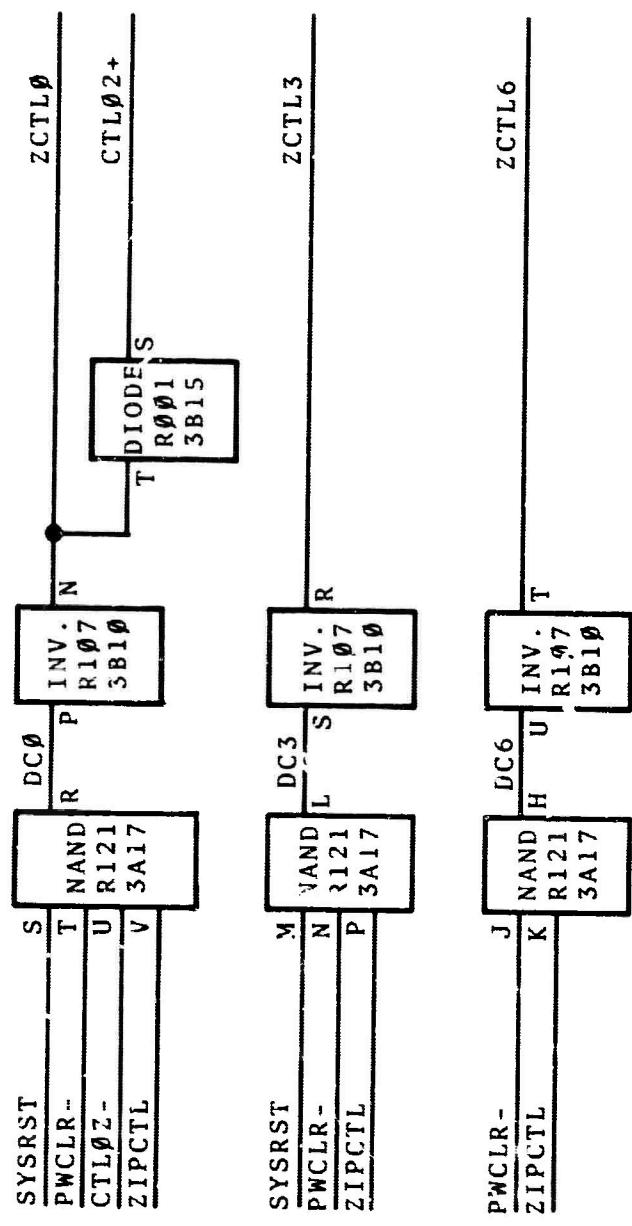 SYSRST
PWCLR-
CTLØZ-
ZIPCTL
S
T
U
V
NAND
R121
3A17
R
DCØ
P
INV.
R1Ø7
3B1Ø
N
T
DIODE
RØØ1
3B15
S
ZCTLØ
CTLØ2+
SYSRST
PWCLR-
ZIPCTL
M
N
P
NAND
R121
3A17
L
DC3
S
INV.
R1Ø7
3B1Ø
R
ZCTL3
PWCLR-
ZIPCTL
J
K
NAND
R121
3A17
H
DC6
U
INV.
R1Ø7
3B1Ø
T
ZCTL6